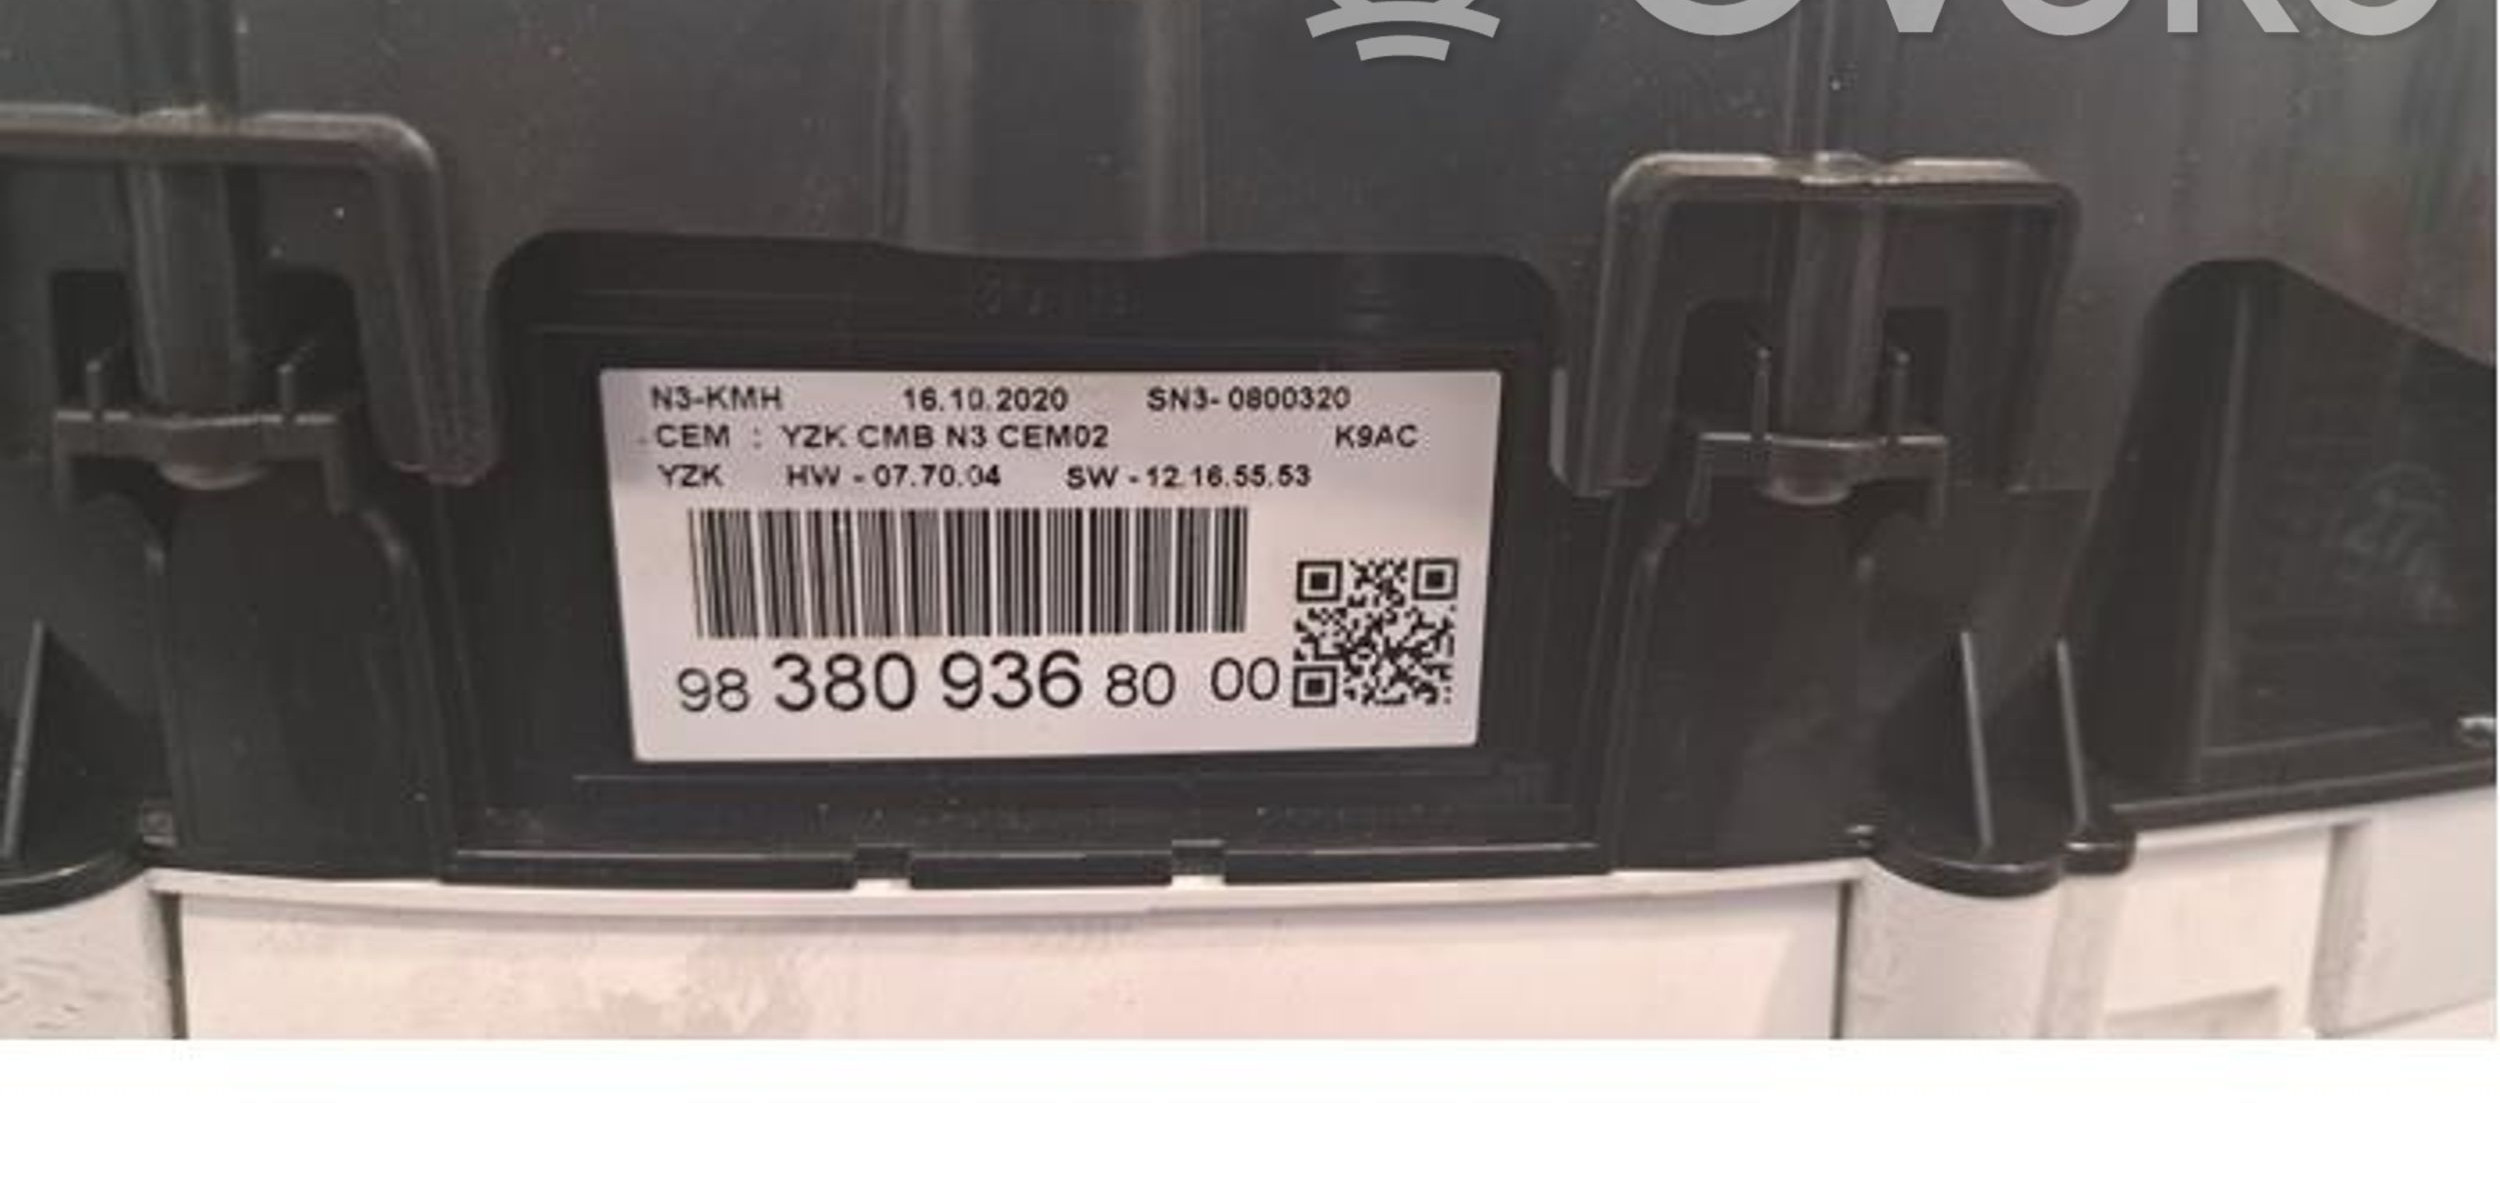 N3-KMH 16.10.2020 SN3-0800320
CEM : YZK CMB N3 CEM02 K9AC
YZK HW - 07.70.04 SW - 12.16.55.53
98 380 936 80 00